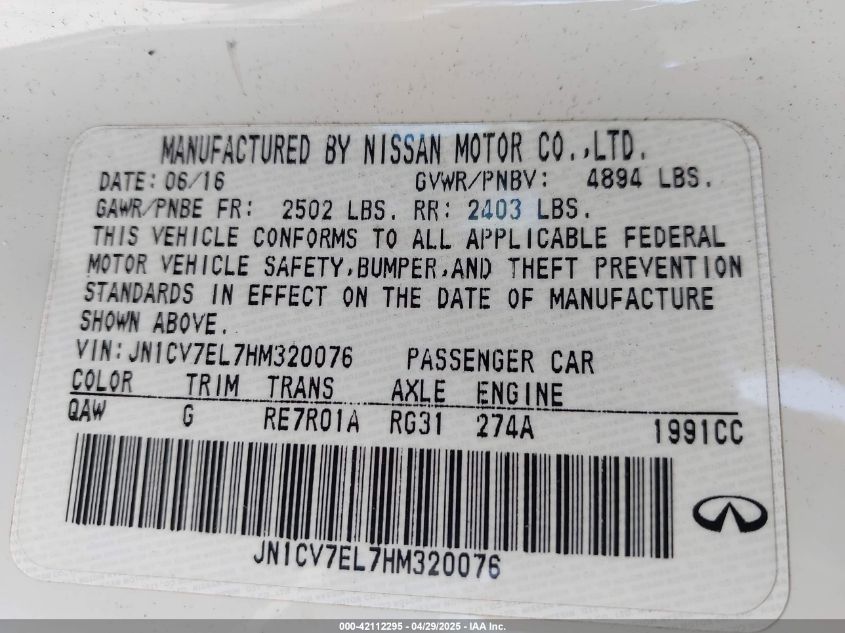 MANUFACTURED BY NISSAN MOTOR CO.,LTD.
DATE: 06/16 GVWR/PNBV: 4894 LBS.
GAWR/PNBE FR: 2502 LBS. RR: 2403 LBS.
THIS VEHICLE CONFORMS TO ALL APPLICABLE FEDERAL
MOTOR VEHICLE SAFETY,BUMPER,AND THEFT PREVENTION
STANDARDS IN EFFECT ON THE DATE OF MANUFACTURE
SHOWN ABOVE.
VIN: JN1CV7EL7HM320076 PASSENGER CAR
COLOR TRIM TRANS AXLE ENGINE
QAW G RE7R01A RG31 274A 1991CC
JN1CV7EL7HM320076
000-42112295 - 04/29/2025 - IAA Inc.